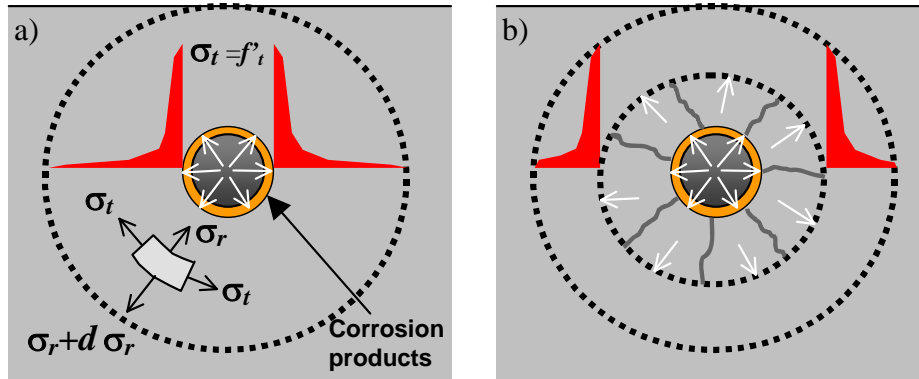 a)
σt =f't
σt
σr
σt
σr+d σr
Corrosion
products
b)